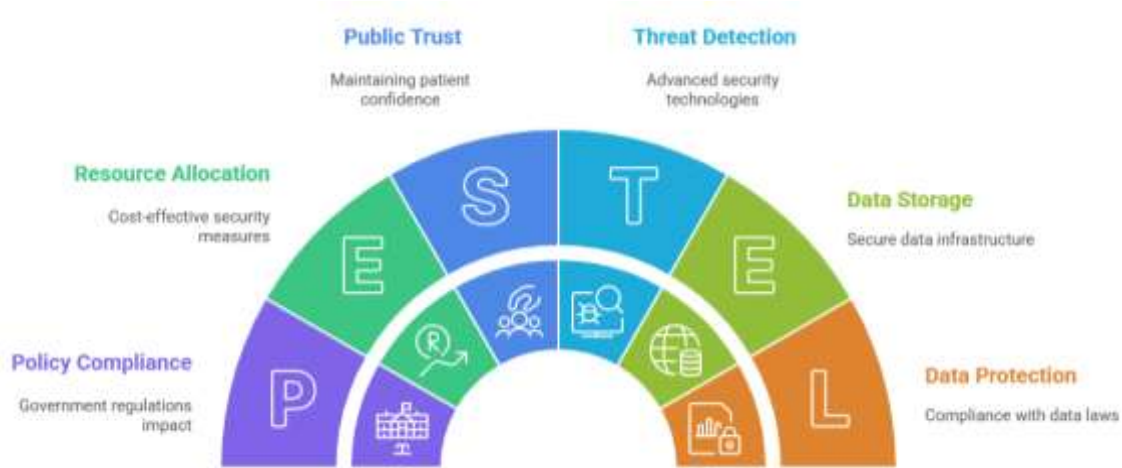 Public Trust
Maintaining patient
confidence
Threat Detection
Advanced security
technologies
Resource Allocation
Cost-effective security
measures
Data Storage
Secure data infrastructure
Policy Compliance
Government regulations
impact
Data Protection
Compliance with data laws
P
E
S
T
E
L
R